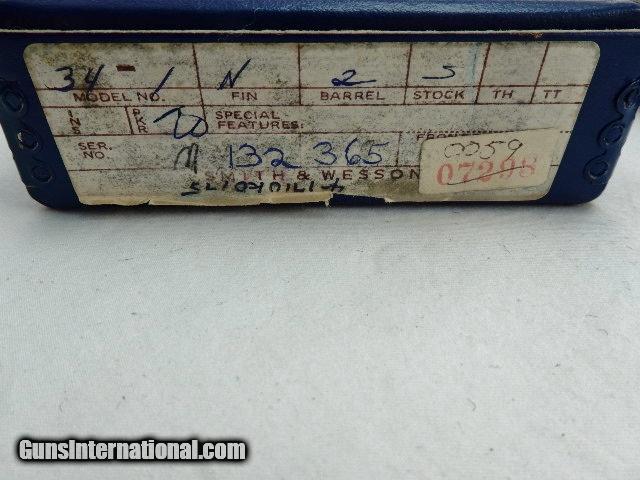 34-1 N 2 S
MODEL NO. FIN BARREL STOCK TH TT
INS PKR SPECIAL
FEATURES:
SER. M 132 365 0059
NO. 07298
SMITH & WESSON
GunsInternational.com